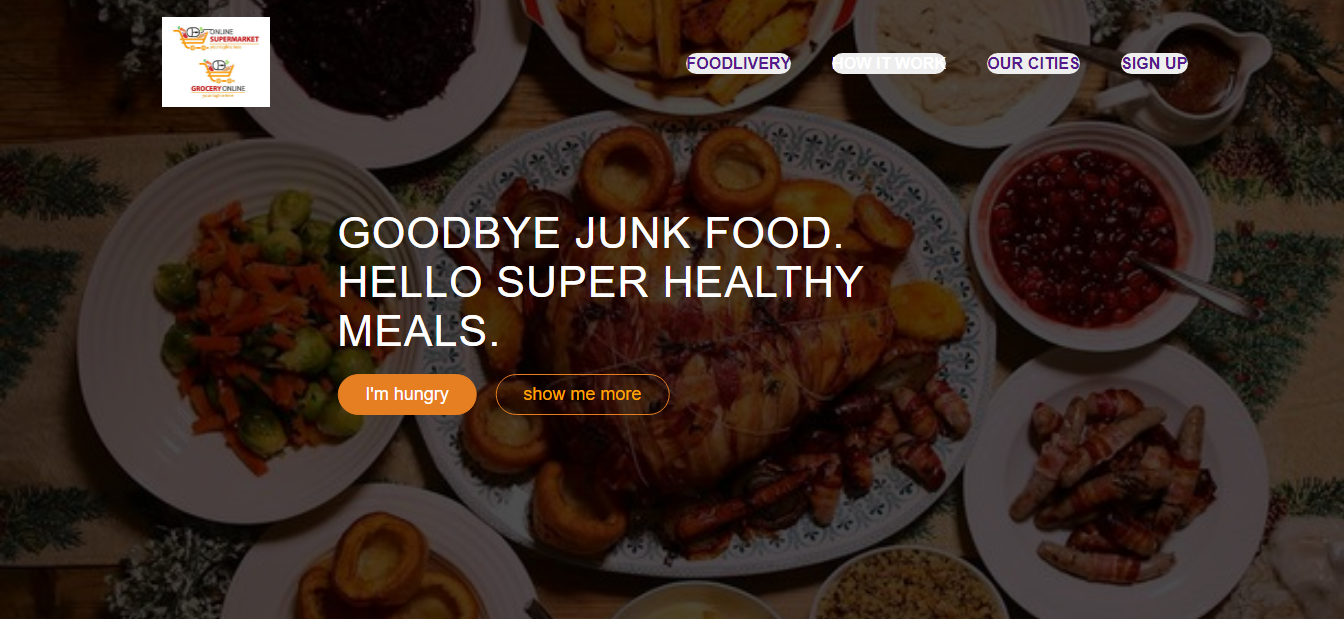 ONLINE
SUPERMARKET
GROCERY ONLINE
FOODLIVERY
HOW IT WORK
OUR CITIES
SIGN UP
GOODBYE JUNK FOOD.
HELLO SUPER HEALTHY
MEALS.
I'm hungry
show me more